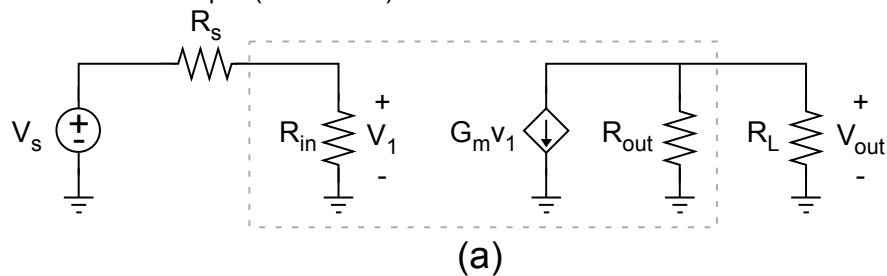 R_s
V_s + - R_in + V_1 - G_m v_1 R_out R_L + V_out -
(a)